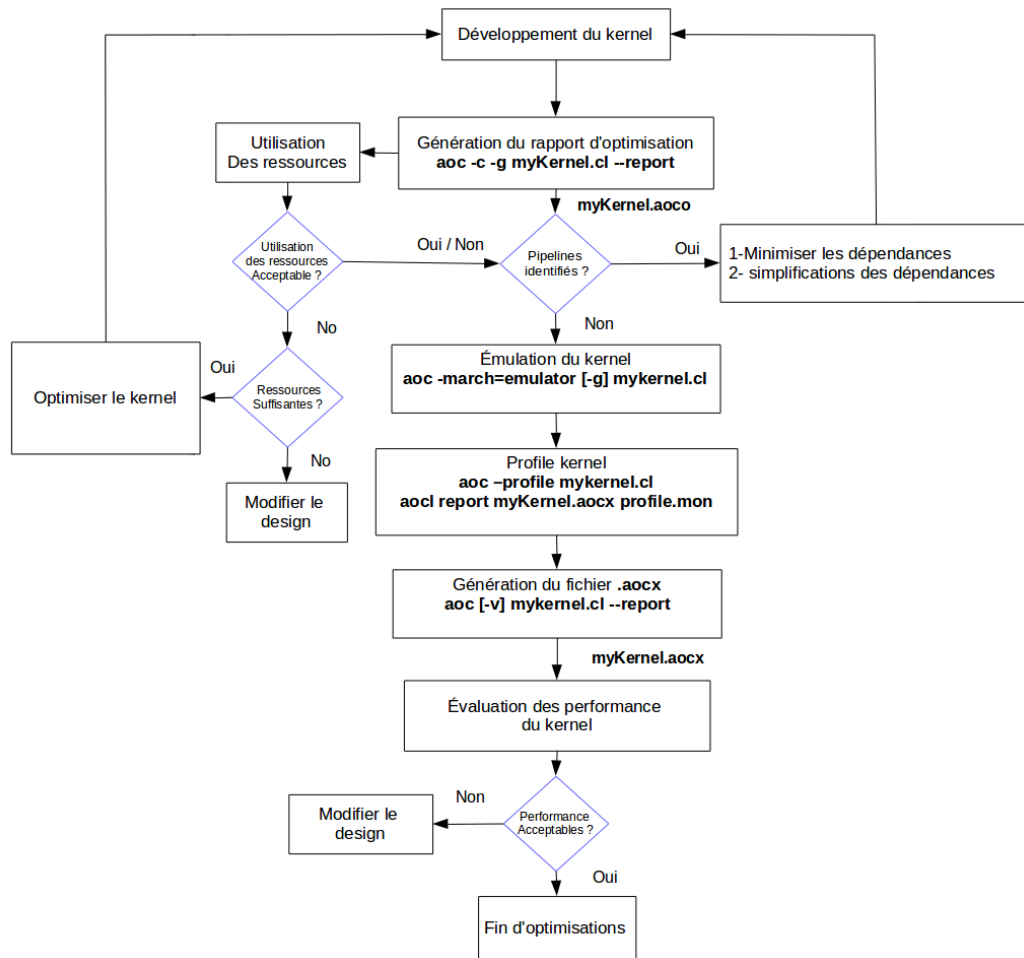 Développement du kernel
Génération du rapport d'optimisation
aoc -c -g myKernel.cl --report
Utilisation
Des ressources
myKernel.aoco
Utilisation
des ressources
Acceptable ?
Oui / Non
Pipelines
identifiés ?
Oui
1-Minimiser les dépendances
2- simplifications des dépendances
No
Non
Émulation du kernel
aoc -march=emulator [-g] mykernel.cl
Optimiser le kernel
Oui
Ressources
Suffisantes ?
No
Modifier le
design
Profile kernel
aoc –profile mykernel.cl
aocl report myKernel.aocx profile.mon
Génération du fichier .aocx
aoc [-v] mykernel.cl --report
myKernel.aocx
Évaluation des performance
du kernel
Non
Modifier le
design
Performance
Acceptables ?
Oui
Fin d'optimisations